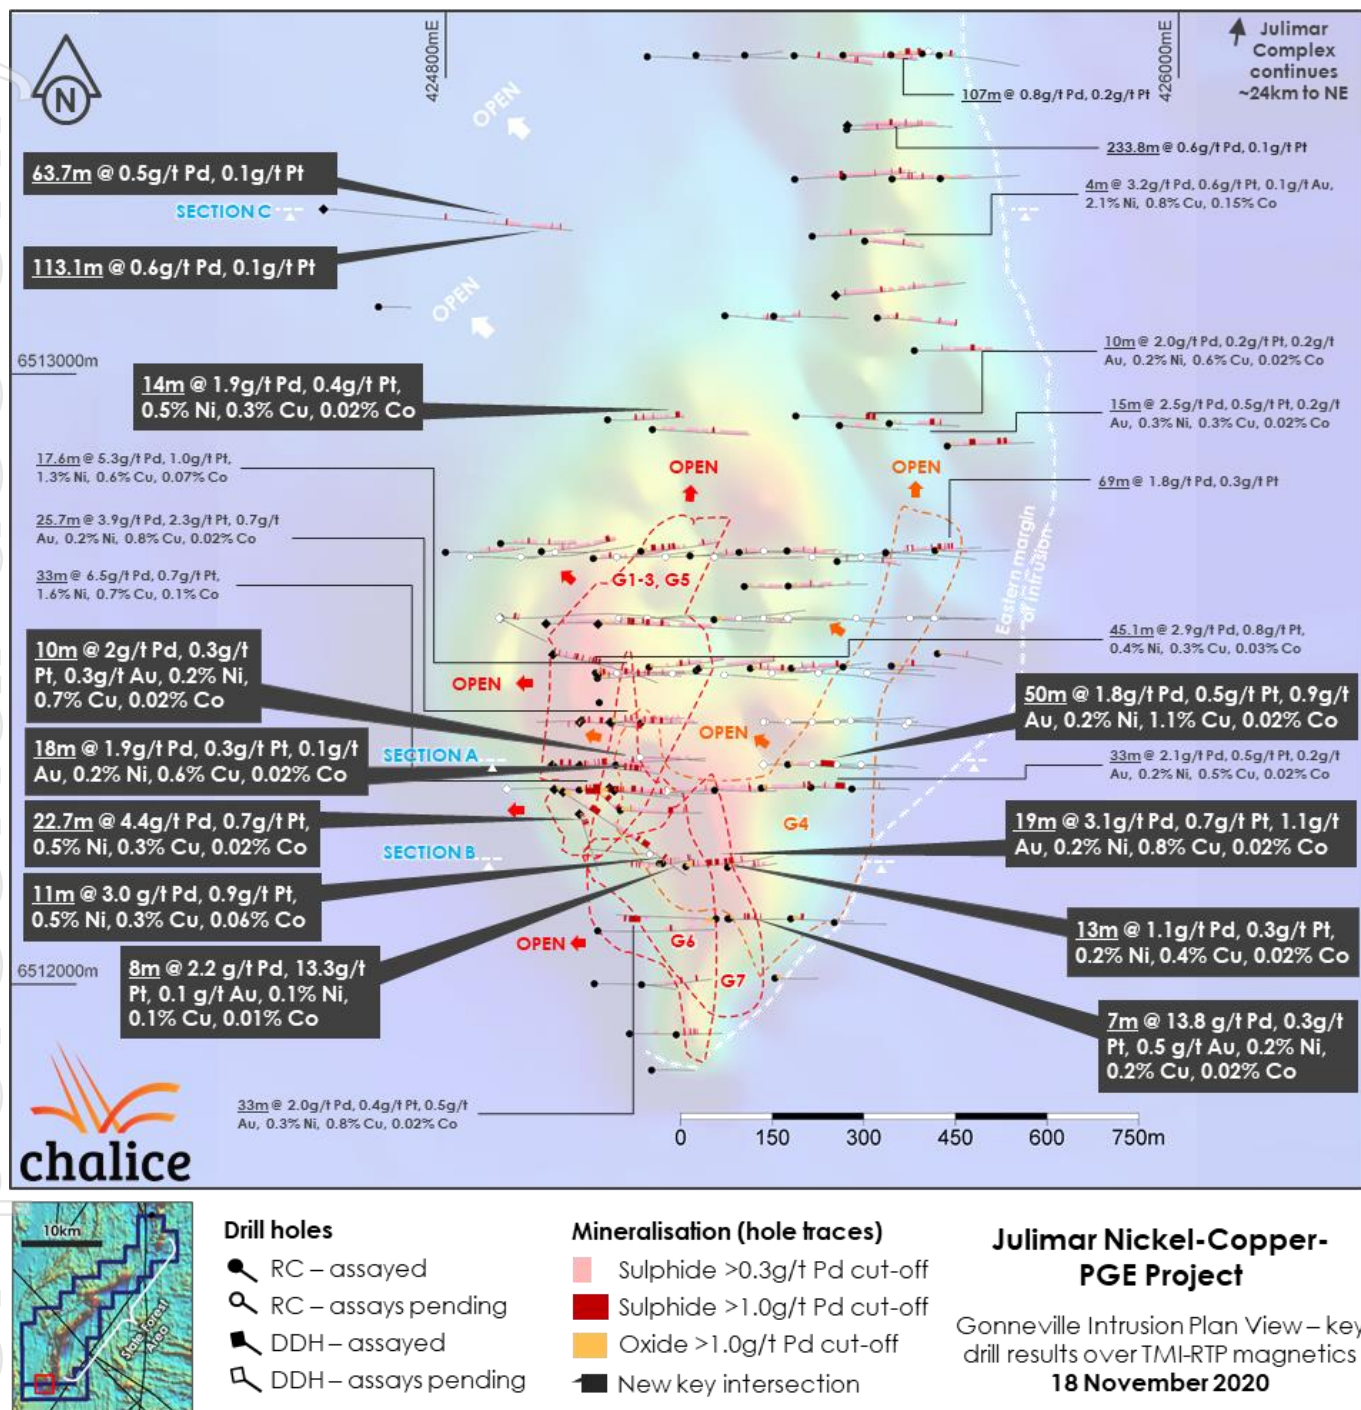 424800mE
426000mE
Julimar
Complex
continues
~24km to NE
N
OPEN
107m @ 0.8g/t Pd, 0.2g/t Pt
233.8m @ 0.6g/t Pd, 0.1g/t Pt
63.7m @ 0.5g/t Pd, 0.1g/t Pt
4m @ 3.2g/t Pd, 0.6g/t Pt, 0.1g/t Au,
2.1% Ni, 0.8% Cu, 0.15% Co
SECTION C
113.1m @ 0.6g/t Pd, 0.1g/t Pt
OPEN
6513000m
10m @ 2.0g/t Pd, 0.2g/t Pt, 0.2g/t
Au, 0.2% Ni, 0.6% Cu, 0.02% Co
14m @ 1.9g/t Pd, 0.4g/t Pt,
0.5% Ni, 0.3% Cu, 0.02% Co
15m @ 2.5g/t Pd, 0.5g/t Pt, 0.2g/t
Au, 0.3% Ni, 0.3% Cu, 0.02% Co
17.6m @ 5.3g/t Pd, 1.0g/t Pt,
1.3% Ni, 0.6% Cu, 0.07% Co
OPEN
OPEN
69m @ 1.8g/t Pd, 0.3g/t Pt
25.7m @ 3.9g/t Pd, 2.3g/t Pt, 0.7g/t
Au, 0.2% Ni, 0.8% Cu, 0.02% Co
Eastern margin
of intrusion
33m @ 6.5g/t Pd, 0.7g/t Pt,
1.6% Ni, 0.7% Cu, 0.1% Co
G1-3, G5
45.1m @ 2.9g/t Pd, 0.8g/t Pt,
0.4% Ni, 0.3% Cu, 0.03% Co
10m @ 2g/t Pd, 0.3g/t
Pt, 0.3g/t Au, 0.2% Ni,
0.7% Cu, 0.02% Co
OPEN
50m @ 1.8g/t Pd, 0.5g/t Pt, 0.9g/t
Au, 0.2% Ni, 1.1% Cu, 0.02% Co
OPEN
18m @ 1.9g/t Pd, 0.3g/t Pt, 0.1g/t
Au, 0.2% Ni, 0.6% Cu, 0.02% Co
SECTION A
33m @ 2.1g/t Pd, 0.5g/t Pt, 0.2g/t
Au, 0.2% Ni, 0.5% Cu, 0.02% Co
22.7m @ 4.4g/t Pd, 0.7g/t Pt,
0.5% Ni, 0.3% Cu, 0.02% Co
G4
19m @ 3.1g/t Pd, 0.7g/t Pt, 1.1g/t
Au, 0.2% Ni, 0.8% Cu, 0.02% Co
SECTION B
11m @ 3.0 g/t Pd, 0.9g/t Pt,
0.5% Ni, 0.3% Cu, 0.06% Co
13m @ 1.1g/t Pd, 0.3g/t Pt,
0.2% Ni, 0.4% Cu, 0.02% Co
OPEN
G6
8m @ 2.2 g/t Pd, 13.3g/t
Pt, 0.1 g/t Au, 0.1% Ni,
0.1% Cu, 0.01% Co
6512000m
G7
7m @ 13.8 g/t Pd, 0.3g/t
Pt, 0.5 g/t Au, 0.2% Ni,
0.2% Cu, 0.02% Co
33m @ 2.0g/t Pd, 0.4g/t Pt, 0.5g/t
Au, 0.3% Ni, 0.8% Cu, 0.02% Co
0 150 300 450 600 750m
chalice
10km
State Forest
Area
Drill holes
RC – assayed
RC – assays pending
DDH – assayed
DDH – assays pending
Mineralisation (hole traces)
Sulphide >0.3g/t Pd cut-off
Sulphide >1.0g/t Pd cut-off
Oxide >1.0g/t Pd cut-off
New key intersection
Julimar Nickel-Copper-
PGE Project
Gonneville Intrusion Plan View – key
drill results over TMI-RTP magnetics
18 November 2020